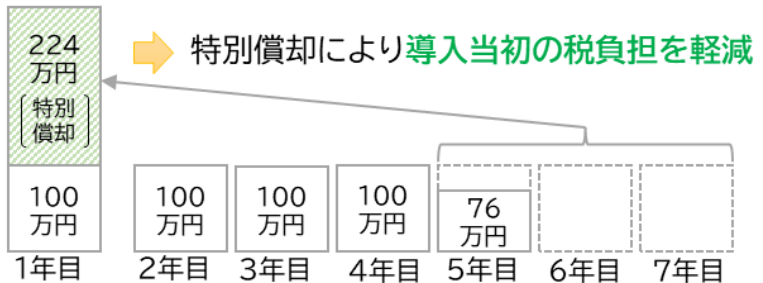 特別償却により導入当初の税負担を軽減
224
万円
特別
償却
100
万円
100
万円
100
万円
100
万円
76
万円
1年目
2年目
3年目
4年目
5年目
6年目
7年目